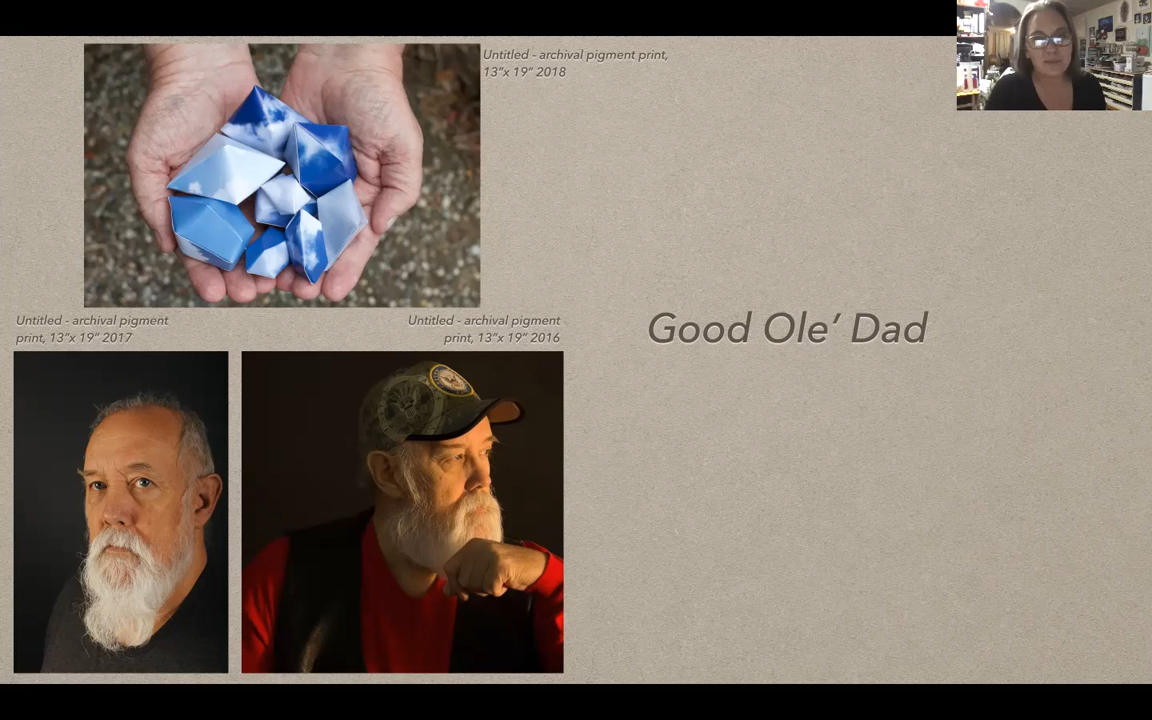 Untitled - archival pigment print,
13”x 19” 2018
Untitled - archival pigment
print, 13”x 19” 2017
Untitled - archival pigment
print, 13”x 19” 2016
Good Ole’ Dad